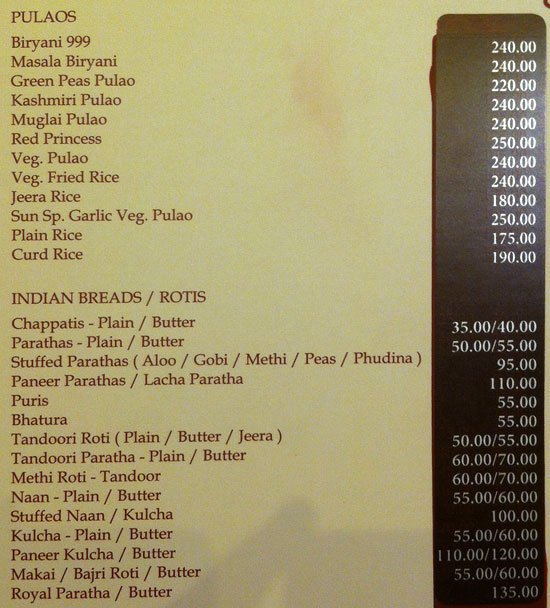 PULAOS
Biryani 999 240.00
Masala Biryani 240.00
Green Peas Pulao 220.00
Kashmiri Pulao 240.00
Muglai Pulao 240.00
Red Princess 250.00
Veg. Pulao 240.00
Veg. Fried Rice 240.00
Jeera Rice 180.00
Sun Sp. Garlic Veg. Pulao 250.00
Plain Rice 175.00
Curd Rice 190.00
INDIAN BREADS / ROTIS
Chappatis - Plain / Butter 35.00/40.00
Parathas - Plain / Butter 50.00/55.00
Stuffed Parathas ( Aloo / Gobi / Methi / Peas / Phudina ) 95.00
Paneer Parathas / Lacha Paratha 110.00
Puris 55.00
Bhatura 55.00
Tandoori Roti ( Plain / Butter / Jeera ) 50.00/55.00
Tandoori Paratha - Plain / Butter 60.00/70.00
Methi Roti - Tandoor 60.00/70.00
Naan - Plain / Butter 55.00/60.00
Stuffed Naan / Kulcha 100.00
Kulcha - Plain / Butter 55.00/60.00
Paneer Kulcha / Butter 110.00/120.00
Makai / Bajri Roti / Butter 55.00/60.00
Royal Paratha / Butter 135.00